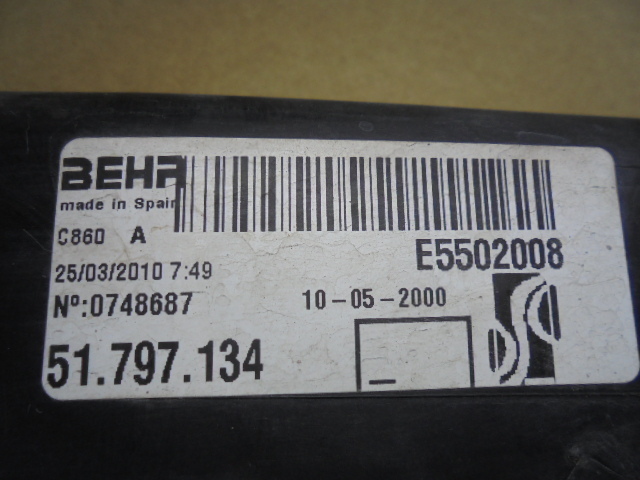 BEHR
made in Spain
C860 A
E5502008
25/03/2010 7:49
Nº:0748687
10-05-2000
51.797.134